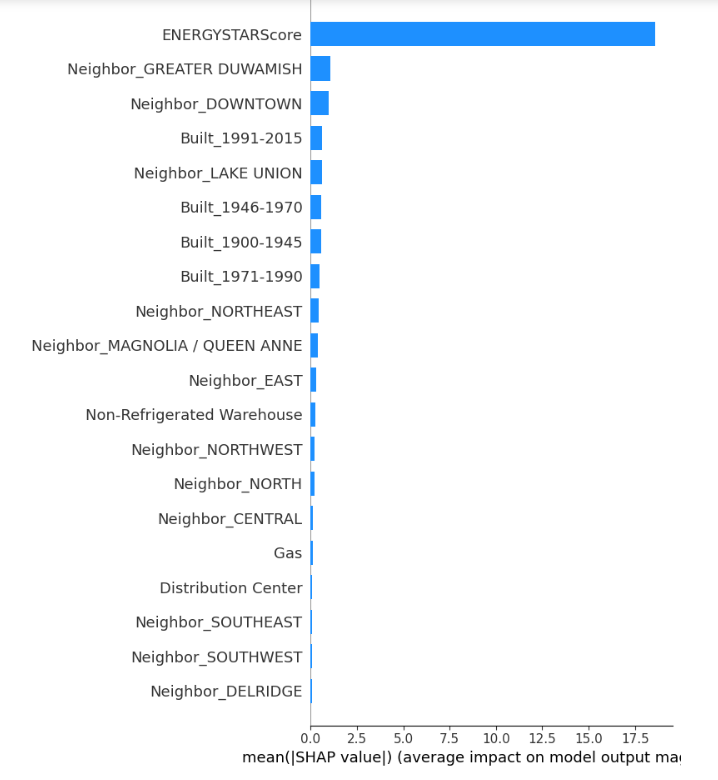 ENERGYSTARScore
Neighbor_GREATER DUWAMISH
Neighbor_DOWNTOWN
Built_1991-2015
Neighbor_LAKE UNION
Built_1946-1970
Built_1900-1945
Built_1971-1990
Neighbor_NORTHEAST
Neighbor_MAGNOLIA / QUEEN ANNE
Neighbor_EAST
Non-Refrigerated Warehouse
Neighbor_NORTHWEST
Neighbor_NORTH
Neighbor_CENTRAL
Gas
Distribution Center
Neighbor_SOUTHEAST
Neighbor_SOUTHWEST
Neighbor_DELRIDGE
0.0 2.5 5.0 7.5 10.0 12.5 15.0 17.5
mean(|SHAP value|) (average impact on model output